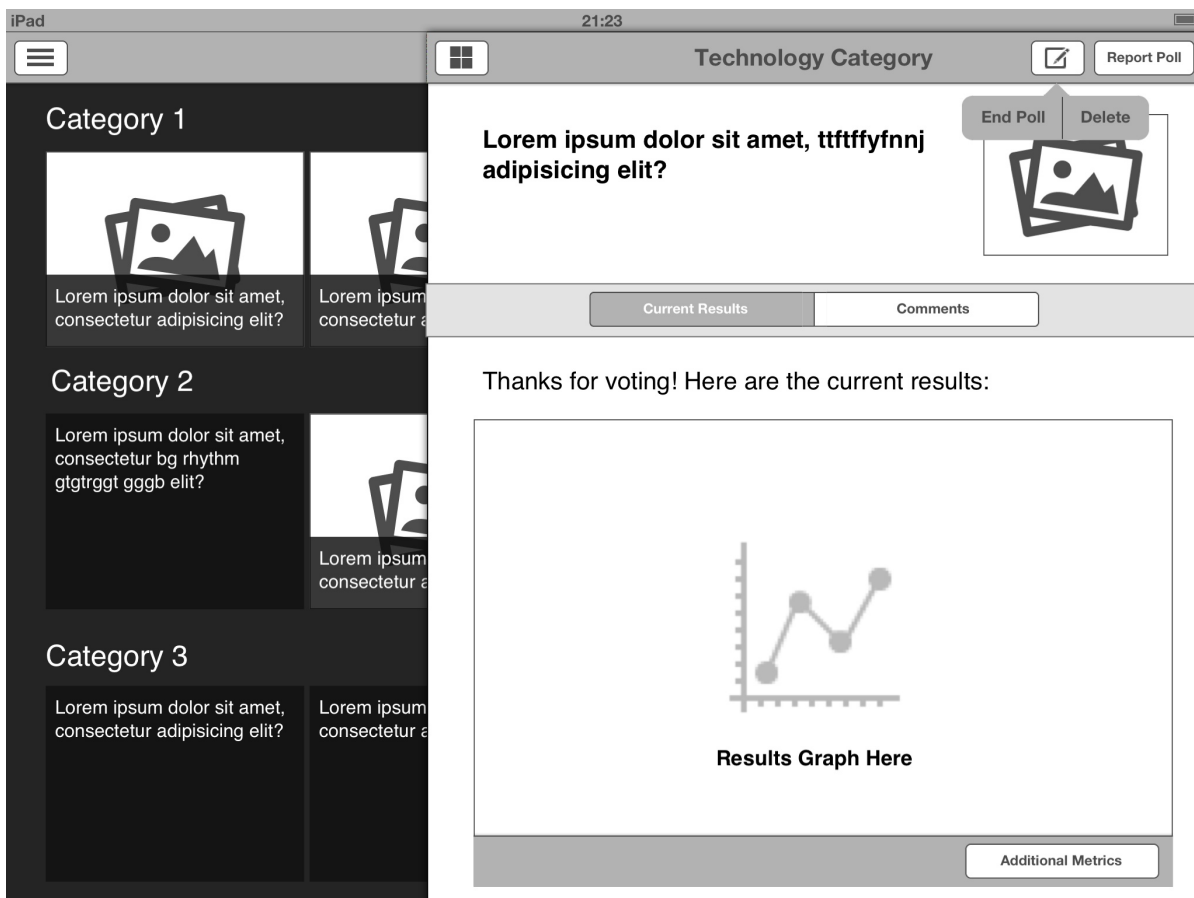 iPad
21:23
Technology Category
Report Poll
End Poll
Delete
Category 1
Lorem ipsum dolor sit amet,
consectetur adipisicing elit?
Lorem ipsum
consectetur
Category 2
Lorem ipsum dolor sit amet,
consectetur bg rhythm
gtgtrggt gggb elit?
Lorem ipsum
consectetur
Category 3
Lorem ipsum dolor sit amet,
consectetur adipisicing elit?
Lorem ipsum
consectetur
Lorem ipsum dolor sit amet, ttftffyfnnj
adipisicing elit?
Current Results
Comments
Thanks for voting! Here are the current results:
Results Graph Here
Additional Metrics